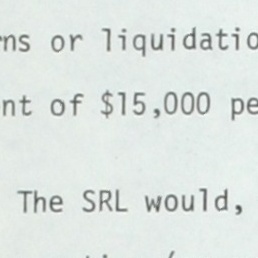 rns or liquidatio
nt of $15,000 pe
The SRL would,